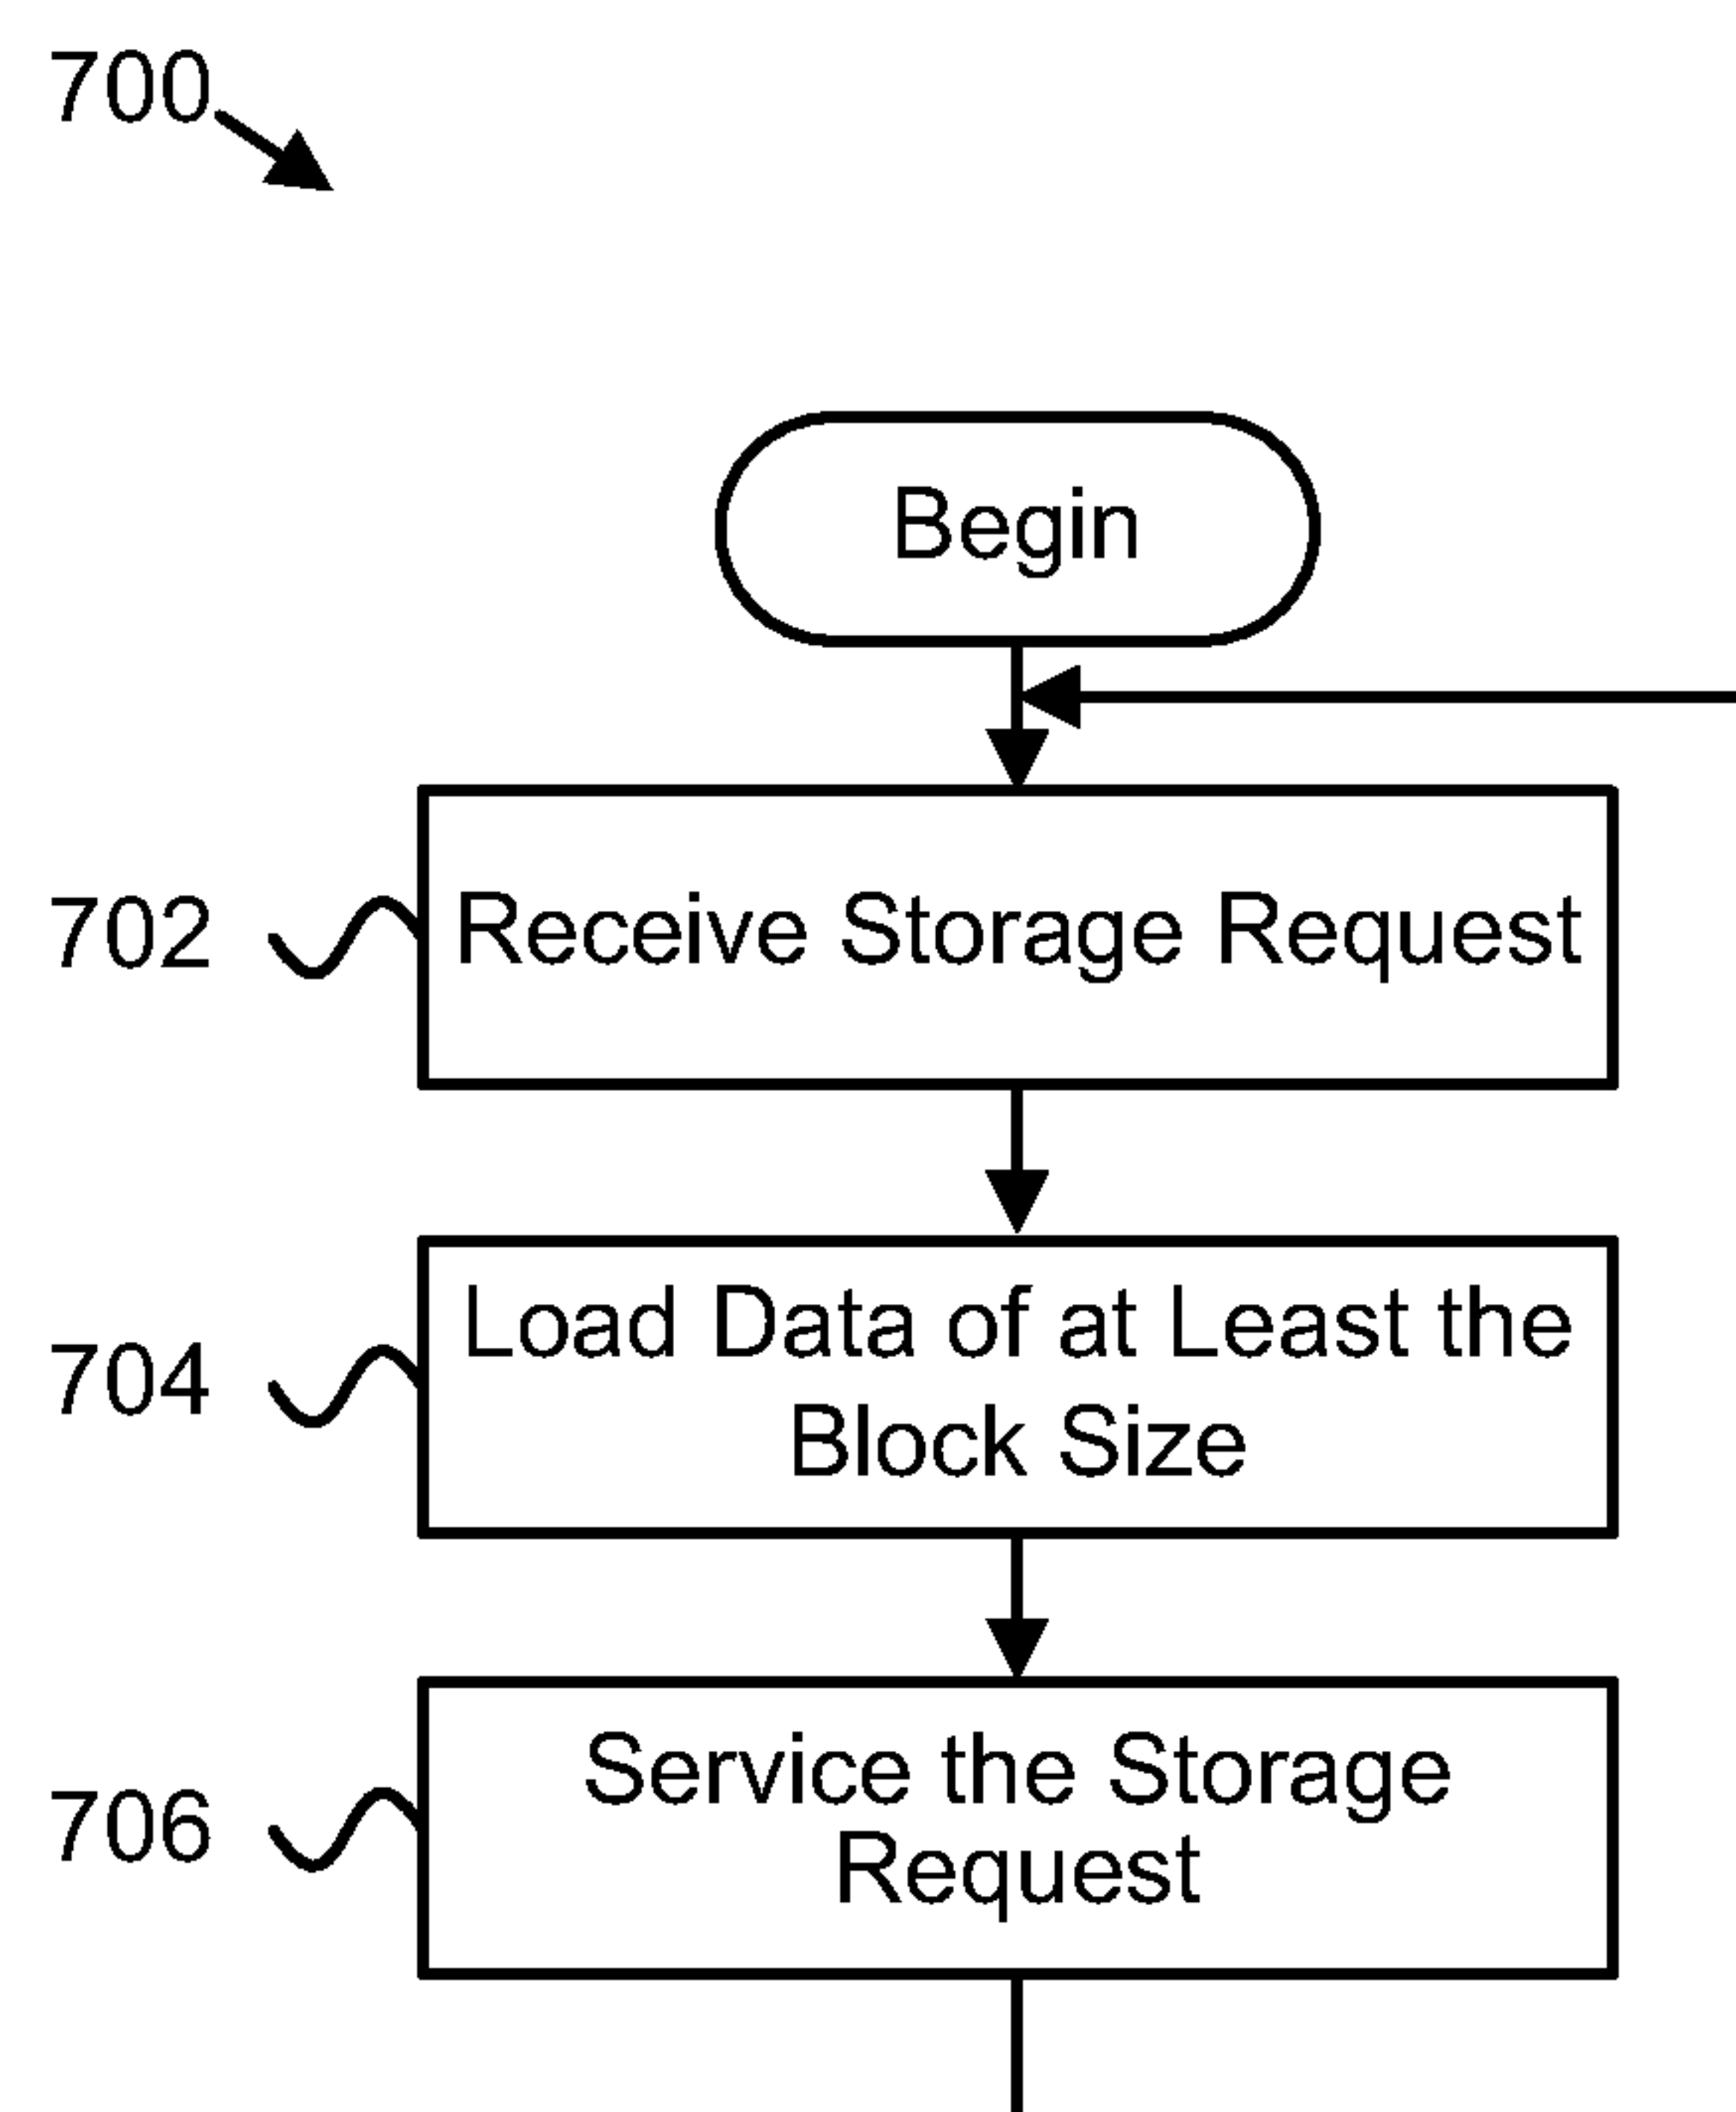 700
Begin
702
Receive Storage Request
704
Load Data of at Least the
Block Size
706
Service the Storage
Request